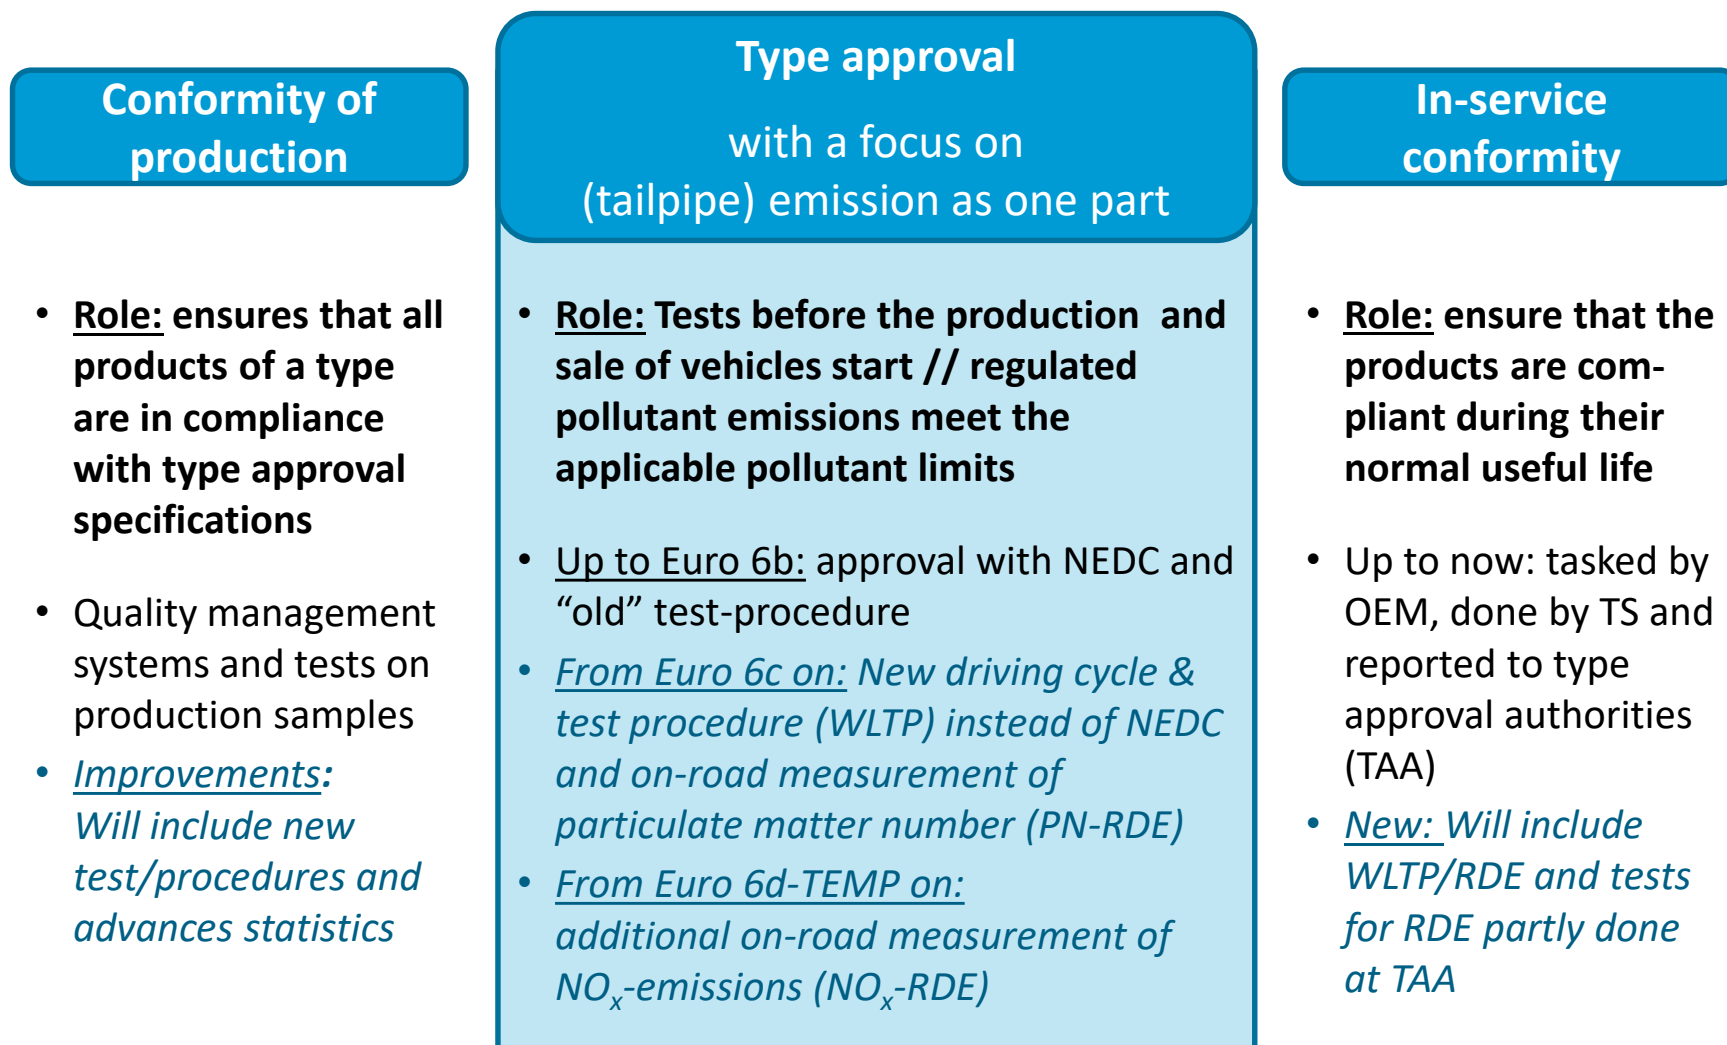 Conformity of
production
• Role: ensures that all
products of a type
are in compliance
with type approval
specifications
• Quality management
systems and tests on
production samples
• Improvements:
Will include new
test/procedures and
advances statistics
Type approval
with a focus on
(tailpipe) emission as one part
• Role: Tests before the production and
sale of vehicles start // regulated
pollutant emissions meet the
applicable pollutant limits
• Up to Euro 6b: approval with NEDC and
“old” test-procedure
• From Euro 6c on: New driving cycle &
test procedure (WLTP) instead of NEDC
and on-road measurement of
particulate matter number (PN-RDE)
• From Euro 6d-TEMP on:
additional on-road measurement of
NOx-emissions (NOx-RDE)
In-service
conformity
• Role: ensure that the
products are com-
pliant during their
normal useful life
• Up to now: tasked by
OEM, done by TS and
reported to type
approval authorities
(TAA)
• New: Will include
WLTP/RDE and tests
for RDE partly done
at TAA